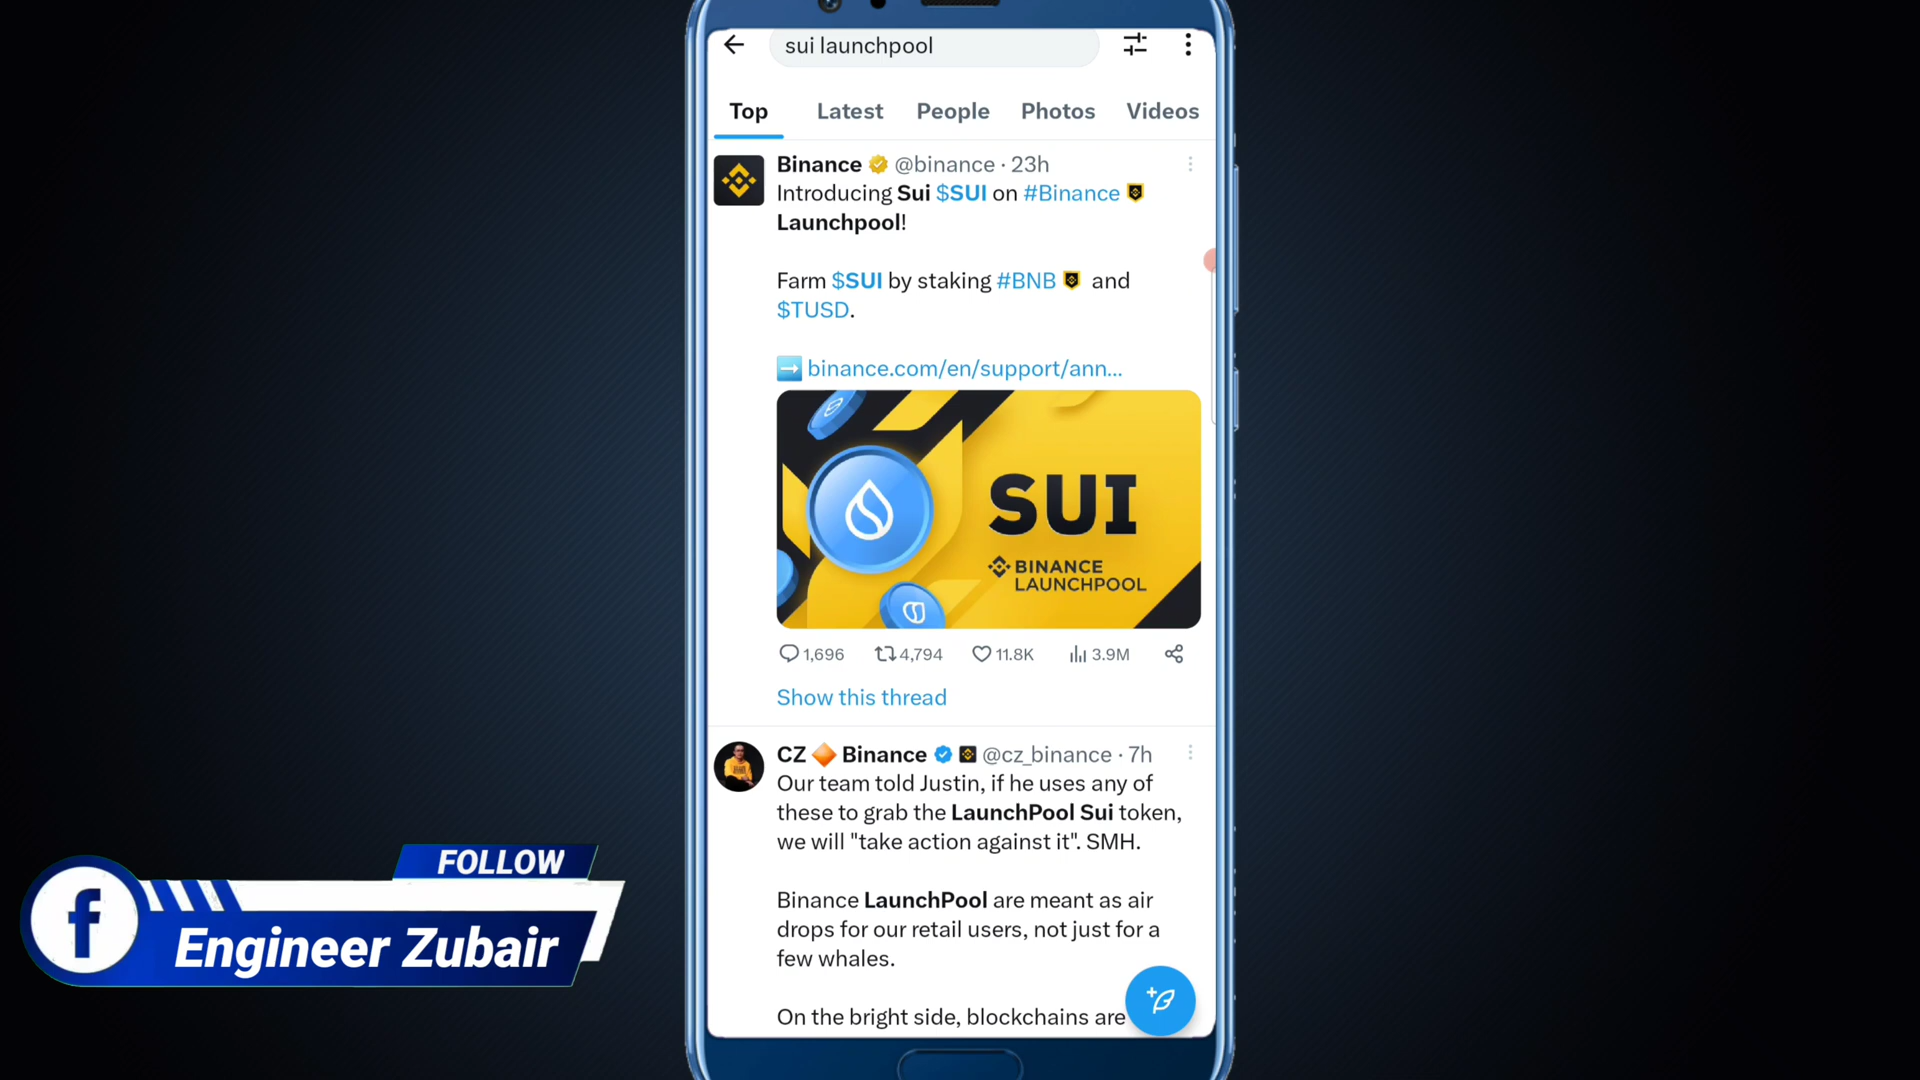 sui launchpool
Top Latest People Photos Videos
Binance @binance · 23h
Introducing Sui $SUI on #Binance
Launchpool!
Farm $SUI by staking #BNB and
$TUSD.
binance.com/en/support/ann...
SUI
BINANCE
LAUNCHPOOL
1,696 4,794 11.8K 3.9M
Show this thread
CZ Binance @cz_binance · 7h
Our team told Justin, if he uses any of
these to grab the LaunchPool Sui token,
we will "take action against it". SMH.
Binance LaunchPool are meant as air
drops for our retail users, not just for a
few whales.
On the bright side, blockchains are
FOLLOW
f
Engineer Zubair